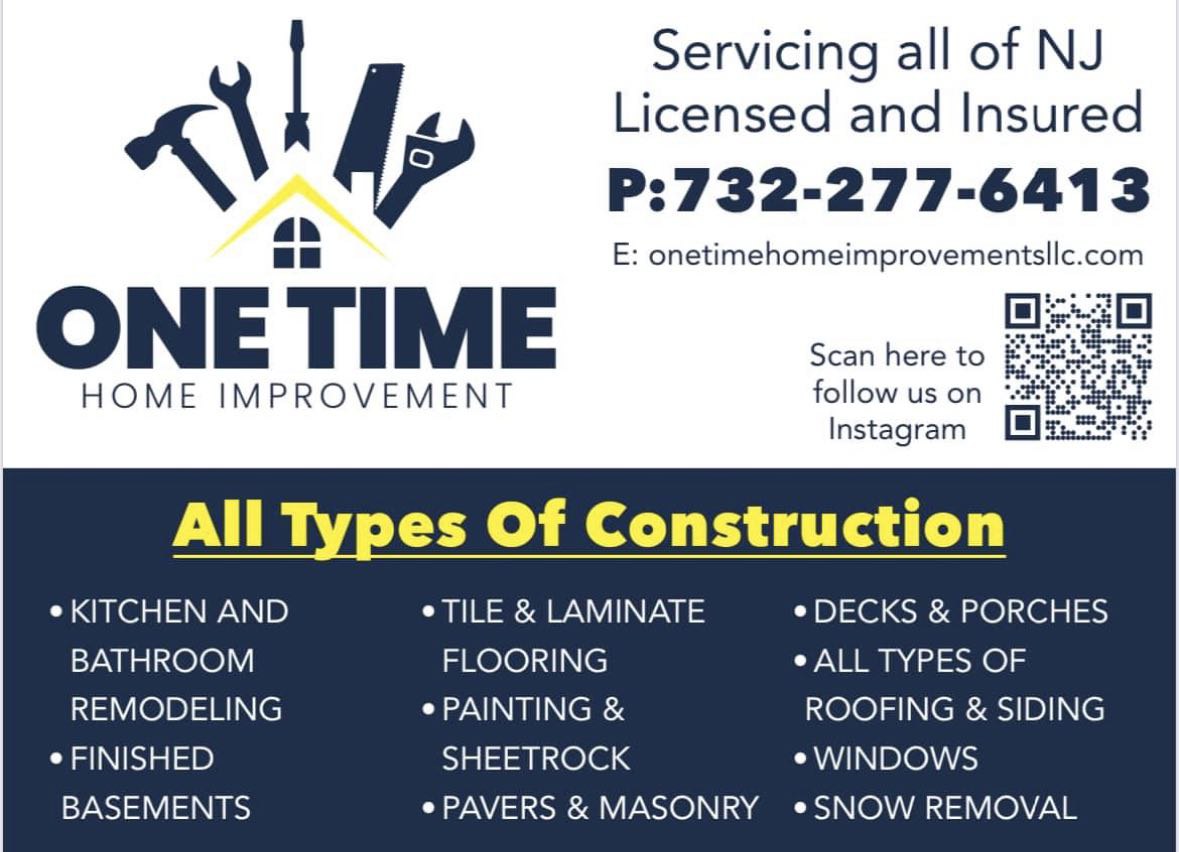 ONE TIME
HOME IMPROVEMENT
Servicing all of NJ
Licensed and Insured
P:732-277-6413
E: onetimehomeimprovementsllc.com
Scan here to
follow us on
Instagram
All Types Of Construction
• KITCHEN AND
BATHROOM
REMODELING
• FINISHED
BASEMENTS
• TILE & LAMINATE
FLOORING
• PAINTING &
SHEETROCK
• PAVERS & MASONRY
• DECKS & PORCHES
• ALL TYPES OF
ROOFING & SIDING
• WINDOWS
• SNOW REMOVAL